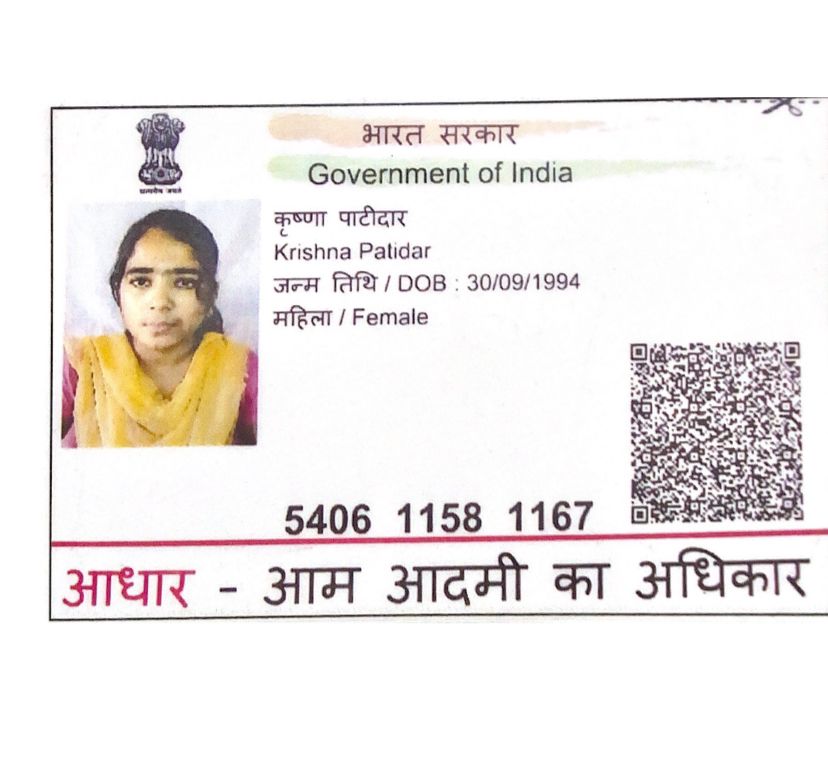 सत्यमेव जयते
भारत सरकार
Government of India
कृष्णा पाटीदार
Krishna Patidar
जन्म तिथि / DOB : 30/09/1994
महिला / Female
5406 1158 1167
आधार - आम आदमी का अधिकार